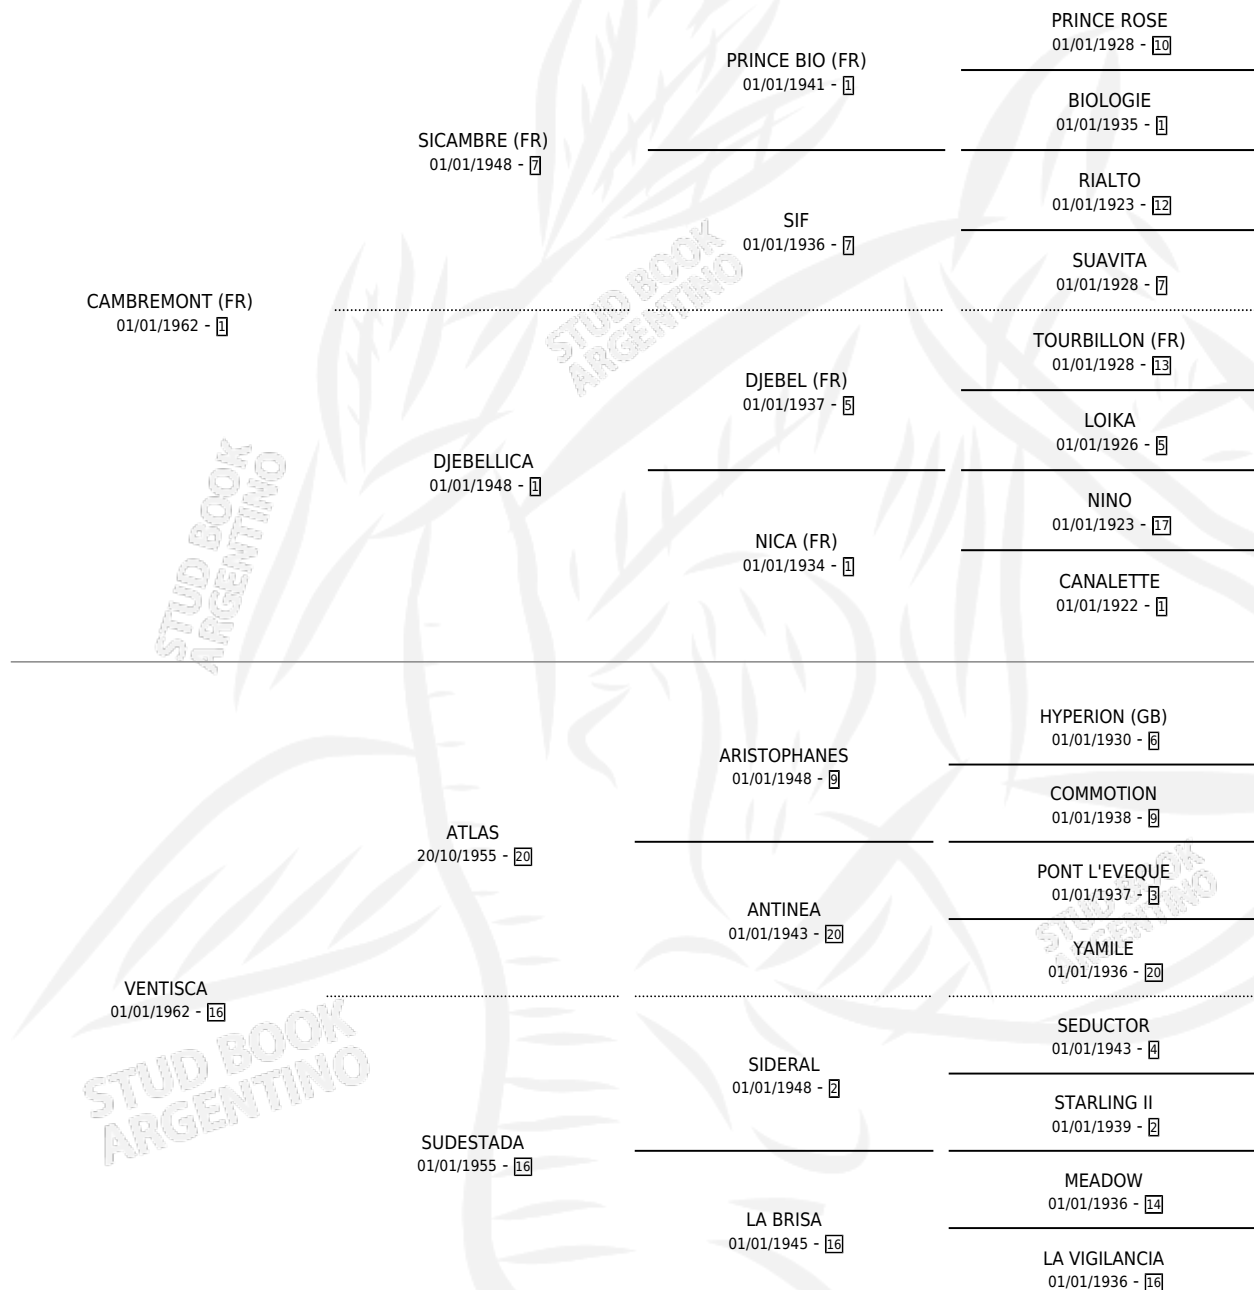 PRINCE ROSE
01/01/1928 - 10
PRINCE BIO (FR)
01/01/1941 - 1
BIOLOGIE
01/01/1935 - 1
SICAMBRE (FR)
01/01/1948 - 7
RIALTO
01/01/1923 - 12
SIF
01/01/1936 - 7
SUAVITA
01/01/1928 - 7
CAMBREMONT (FR)
01/01/1962 - 1
TOURBILLON (FR)
01/01/1928 - 13
DJEBEL (FR)
01/01/1937 - 5
LOIKA
01/01/1926 - 5
DJEBELLICA
01/01/1948 - 1
NINO
01/01/1923 - 17
NICA (FR)
01/01/1934 - 1
CANALETTE
01/01/1922 - 1
HYPERION (GB)
01/01/1930 - 6
ARISTOPHANES
01/01/1948 - 9
COMMOTION
01/01/1938 - 9
ATLAS
20/10/1955 - 20
PONT L'EVEQUE
01/01/1937 - 3
ANTINEA
01/01/1943 - 20
YAMILE
01/01/1936 - 20
VENTISCA
01/01/1962 - 16
SEDUCTOR
01/01/1943 - 4
SIDERAL
01/01/1948 - 2
STARLING II
01/01/1939 - 2
SUDESTADA
01/01/1955 - 16
MEADOW
01/01/1936 - 14
LA BRISA
01/01/1945 - 16
LA VIGILANCIA
01/01/1936 - 16
STUD BOOK
ARGENTINO
STUD BOOK
ARGENTINO
STUD BOOK
ARGENTINO
STUD BOOK
ARGENTINO